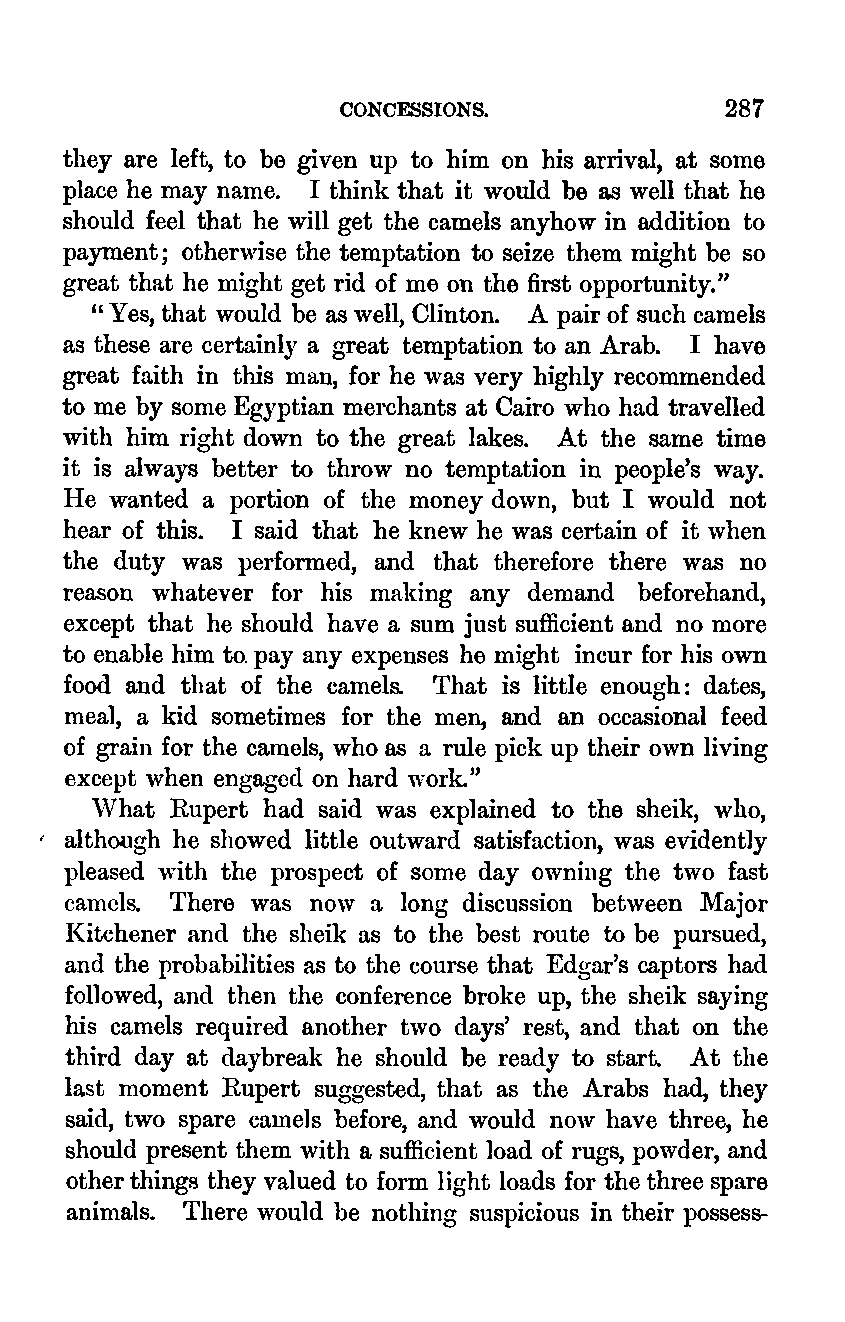 CONCESSIONS. 287
they are left, to be given up to him on his arrival, at some
place he may name. I think that it would be as well that he
should feel that he will get the camels anyhow in addition to
payment; otherwise the temptation to seize them might be so
great that he might get rid of me on the first opportunity.”
“Yes, that would be as well, Clinton. A pair of such camels
as these are certainly a great temptation to an Arab. I have
great faith in this man, for he was very highly recommended
to me by some Egyptian merchants at Cairo who had travelled
with him right down to the great lakes. At the same time
it is always better to throw no temptation in people’s way.
He wanted a portion of the money down, but I would not
hear of this. I said that he knew he was certain of it when
the duty was performed, and that therefore there was no
reason whatever for his making any demand beforehand,
except that he should have a sum just sufficient and no more
to enable him to pay any expenses he might incur for his own
food and that of the camels. That is little enough: dates,
meal, a kid sometimes for the men, and an occasional feed
of grain for the camels, who as a rule pick up their own living
except when engaged on hard work.”
What Rupert had said was explained to the sheik, who,
although he showed little outward satisfaction, was evidently
pleased with the prospect of some day owning the two fast
camels. There was now a long discussion between Major
Kitchener and the sheik as to the best route to be pursued,
and the probabilities as to the course that Edgar’s captors had
followed, and then the conference broke up, the sheik saying
his camels required another two days’ rest, and that on the
third day at daybreak he should be ready to start. At the
last moment Rupert suggested, that as the Arabs had, they
said, two spare camels before, and would now have three, he
should present them with a sufficient load of rugs, powder, and
other things they valued to form light loads for the three spare
animals. There would be nothing suspicious in their possess-